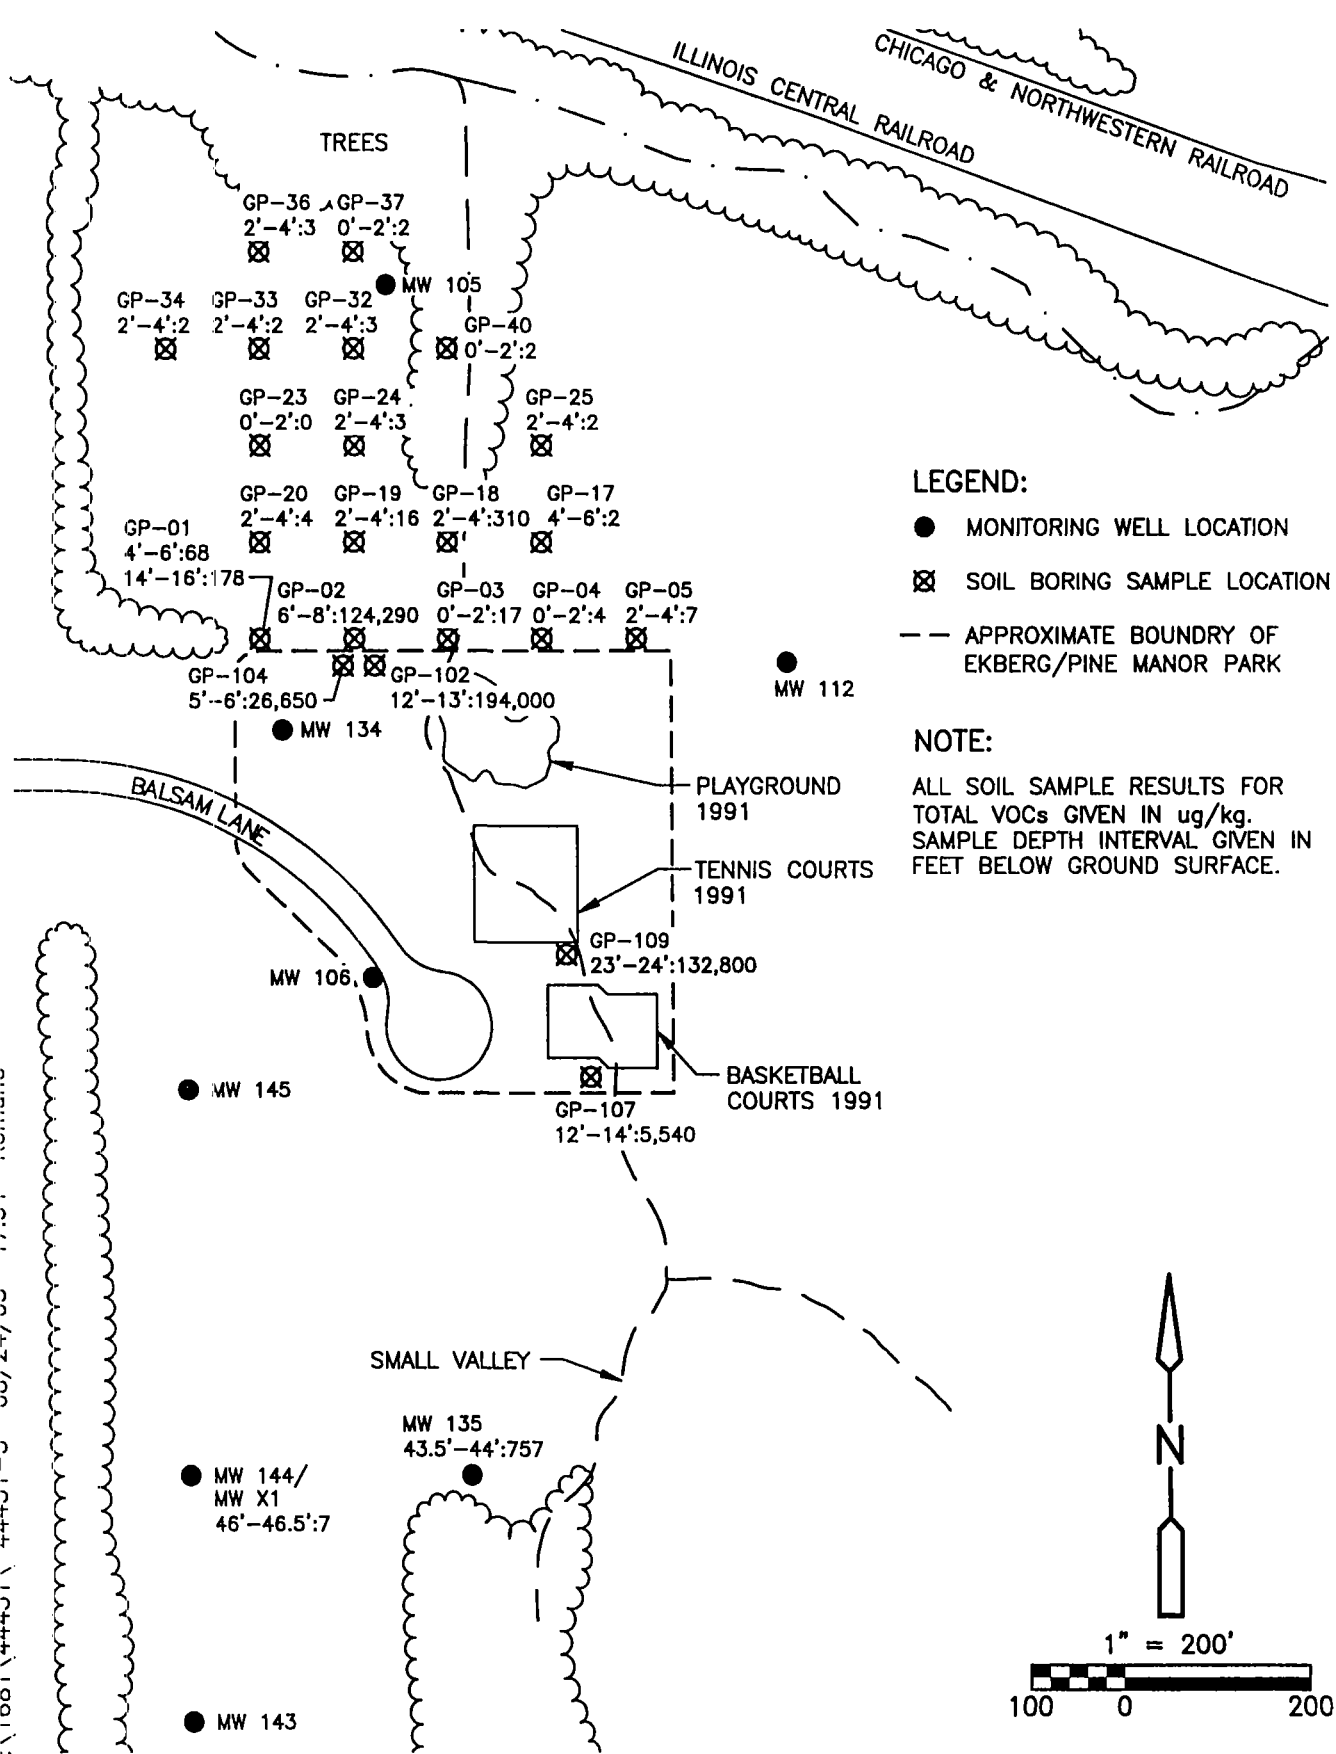 ILLINOIS CENTRAL RAILROAD
CHICAGO & NORTHWESTERN RAILROAD
TREES
GP-36
2'-4':3
GP-37
0'-2':2
MW 105
GP-34
2'-4':2
GP-33
2'-4':2
GP-32
2'-4':3
GP-40
0'-2':2
GP-23
0'-2':0
GP-24
2'-4':3
GP-25
2'-4':2
GP-20
2'-4':4
GP-19
2'-4':16
GP-18
2'-4':310
GP-17
4'-6':2
GP-01
4'-6':68
14'-16':178
GP-02
6'-8':124,290
GP-03
0'-2':17
GP-04
0'-2':4
GP-05
2'-4':7
GP-104
5'-6':26,650
GP-102
12'-13':194,000
MW 112
MW 134
BALSAM LANE
PLAYGROUND
1991
TENNIS COURTS
1991
GP-109
23'-24':132,800
MW 106
BASKETBALL
COURTS 1991
MW 145
GP-107
12'-14':5,540
SMALL VALLEY
MW 135
43.5'-44':757
MW 144/
MW X1
46'-46.5':7
MW 143
LEGEND:
MONITORING WELL LOCATION
SOIL BORING SAMPLE LOCATION
APPROXIMATE BOUNDRY OF
EKBERG/PINE MANOR PARK
NOTE:
ALL SOIL SAMPLE RESULTS FOR
TOTAL VOCs GIVEN IN ug/kg.
SAMPLE DEPTH INTERVAL GIVEN IN
FEET BELOW GROUND SURFACE.
N
1" = 200'
100 0 200